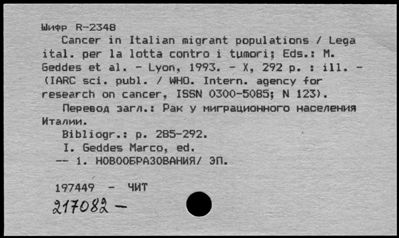 Шифр R-2348
Cancer in Italian migrant populations / Lega
ital. per la lotta contro i tumori; Eds.: M.
Geddes et al. - Lyon, 1993. - X, 292 p. : ill. -
(IARC sci. publ. / WHO. Intern. agency for
research on cancer, ISSN 0300-5085; N 123).
Перевод загл.: Рак у миграционного населения
Италии.
Bibliogr.: p. 285-292.
I. Geddes Marco, ed.
-- 1. НОВООБРАЗОВАНИЯ/ ЭП.
197449 - ЧИТ
217082 -